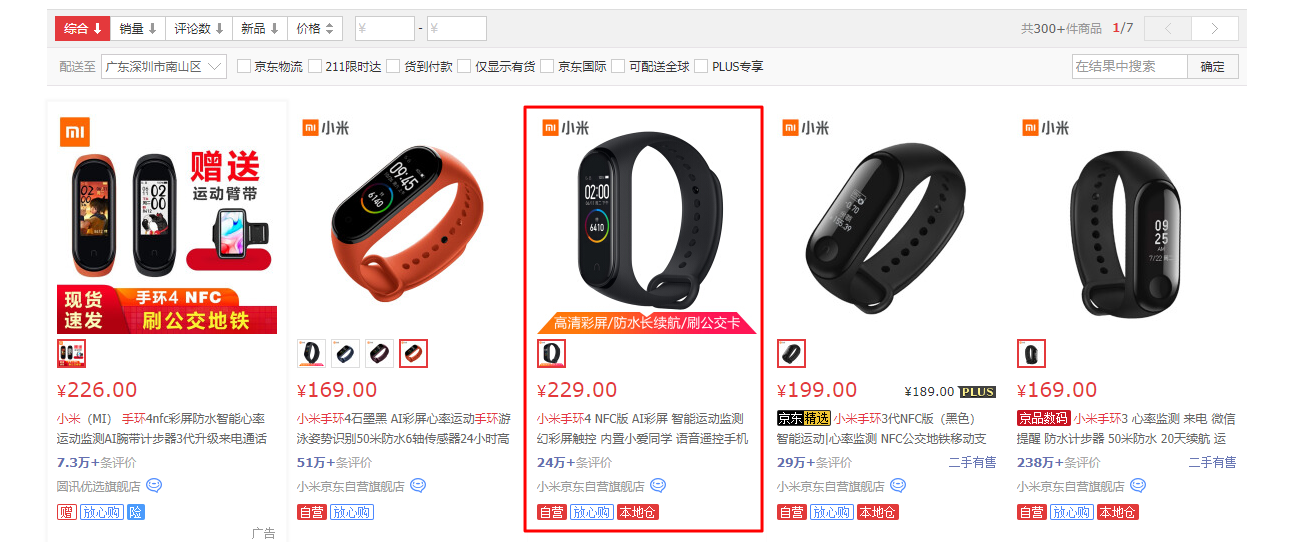 综合 销量 评论数 新品 价格 ¥ - ¥ 共300+件商品 1/7
配送至 广东深圳市南山区 京东物流 211限时达 货到付款 仅显示有货 京东国际 可配送全球 PLUS专享 在结果中搜索 确定
赠送
运动臂带
现货
速发
手环4 NFC
刷公交地铁
¥226.00
小米（MI） 手环4nfc彩屏防水智能心率
运动监测AI腕带计步器3代升级来电通话
7.3万+条评价
圆讯优选旗舰店
赠 放心购 险
广告
小米
09:45
6140
¥169.00
小米手环4石墨黑 AI彩屏心率运动手环游
泳姿势识别50米防水6轴传感器24小时高
51万+条评价
小米京东自营旗舰店
自营 放心购
小米
02:00
6410
高清彩屏/防水长续航/刷公交卡
¥229.00
小米手环4 NFC版 AI彩屏 智能运动监测
幻彩屏触控 内置小爱同学 语音遥控手机
24万+条评价
小米京东自营旗舰店
自营 放心购 本地仓
小米
¥199.00 ¥189.00 PLUS
京东精选 小米手环3代NFC版（黑色）
智能运动|心率监测 NFC公交地铁移动支
29万+条评价 二手有售
小米京东自营旗舰店
自营 放心购 本地仓
小米
09
25
AM
¥169.00
京品数码 小米手环3 心率监测 来电 微信
提醒 防水计步器 50米防水 20天续航 运
238万+条评价 二手有售
小米京东自营旗舰店
自营 放心购 本地仓